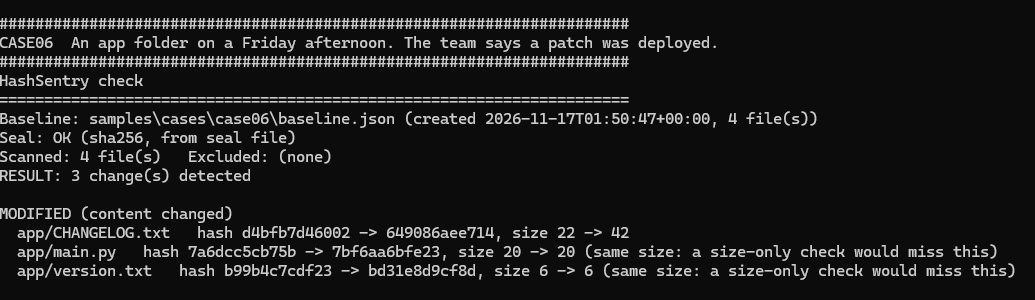 ######################################################################
CASE06  An app folder on a Friday afternoon. The team says a patch was deployed.
######################################################################
HashSentry check
======================================================================
Baseline: samples\cases\case06\baseline.json (created 2026-11-17T01:50:47+00:00, 4 file(s))
Seal: OK (sha256, from seal file)
Scanned: 4 file(s)   Excluded: (none)
RESULT: 3 change(s) detected

MODIFIED (content changed)
  app/CHANGELOG.txt   hash d4bfb7d46002 -> 649086aee714, size 22 -> 42
  app/main.py   hash 7a6dcc5cb75b -> 7bf6aa6bfe23, size 20 -> 20 (same size: a size-only check would miss this)
  app/version.txt   hash b99b4c7cdf23 -> bd31e8d9cf8d, size 6 -> 6 (same size: a size-only check would miss this)